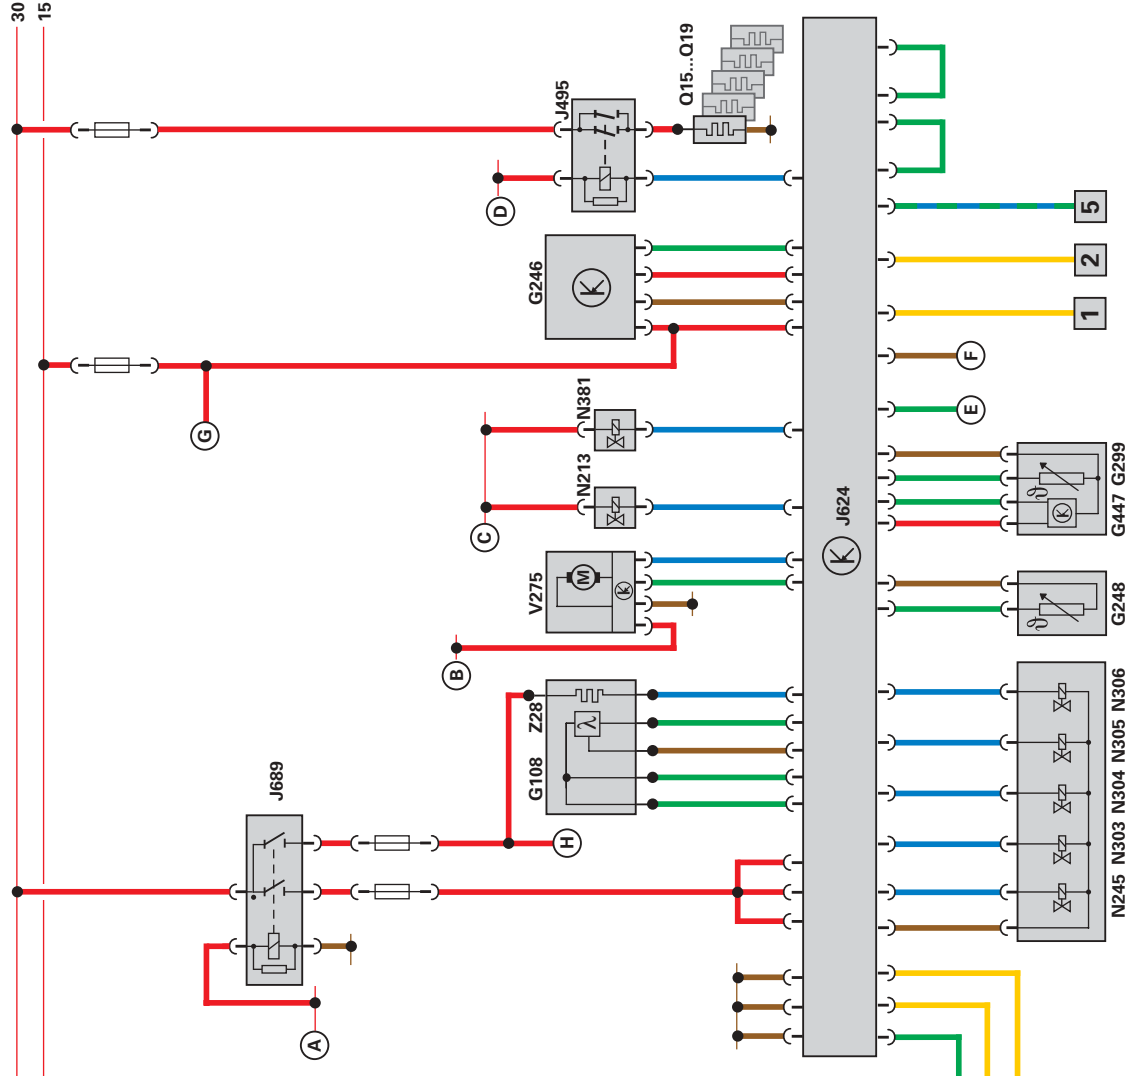 30
15
J495
Q15...Q19
D
G246
G
N381
N213
C
V275
M
B
Z28
G108
λ
J689
H
A
J624
5
2
1
F
E
G447 G299
ϑ
G248
ϑ
N245 N303 N304 N305 N306